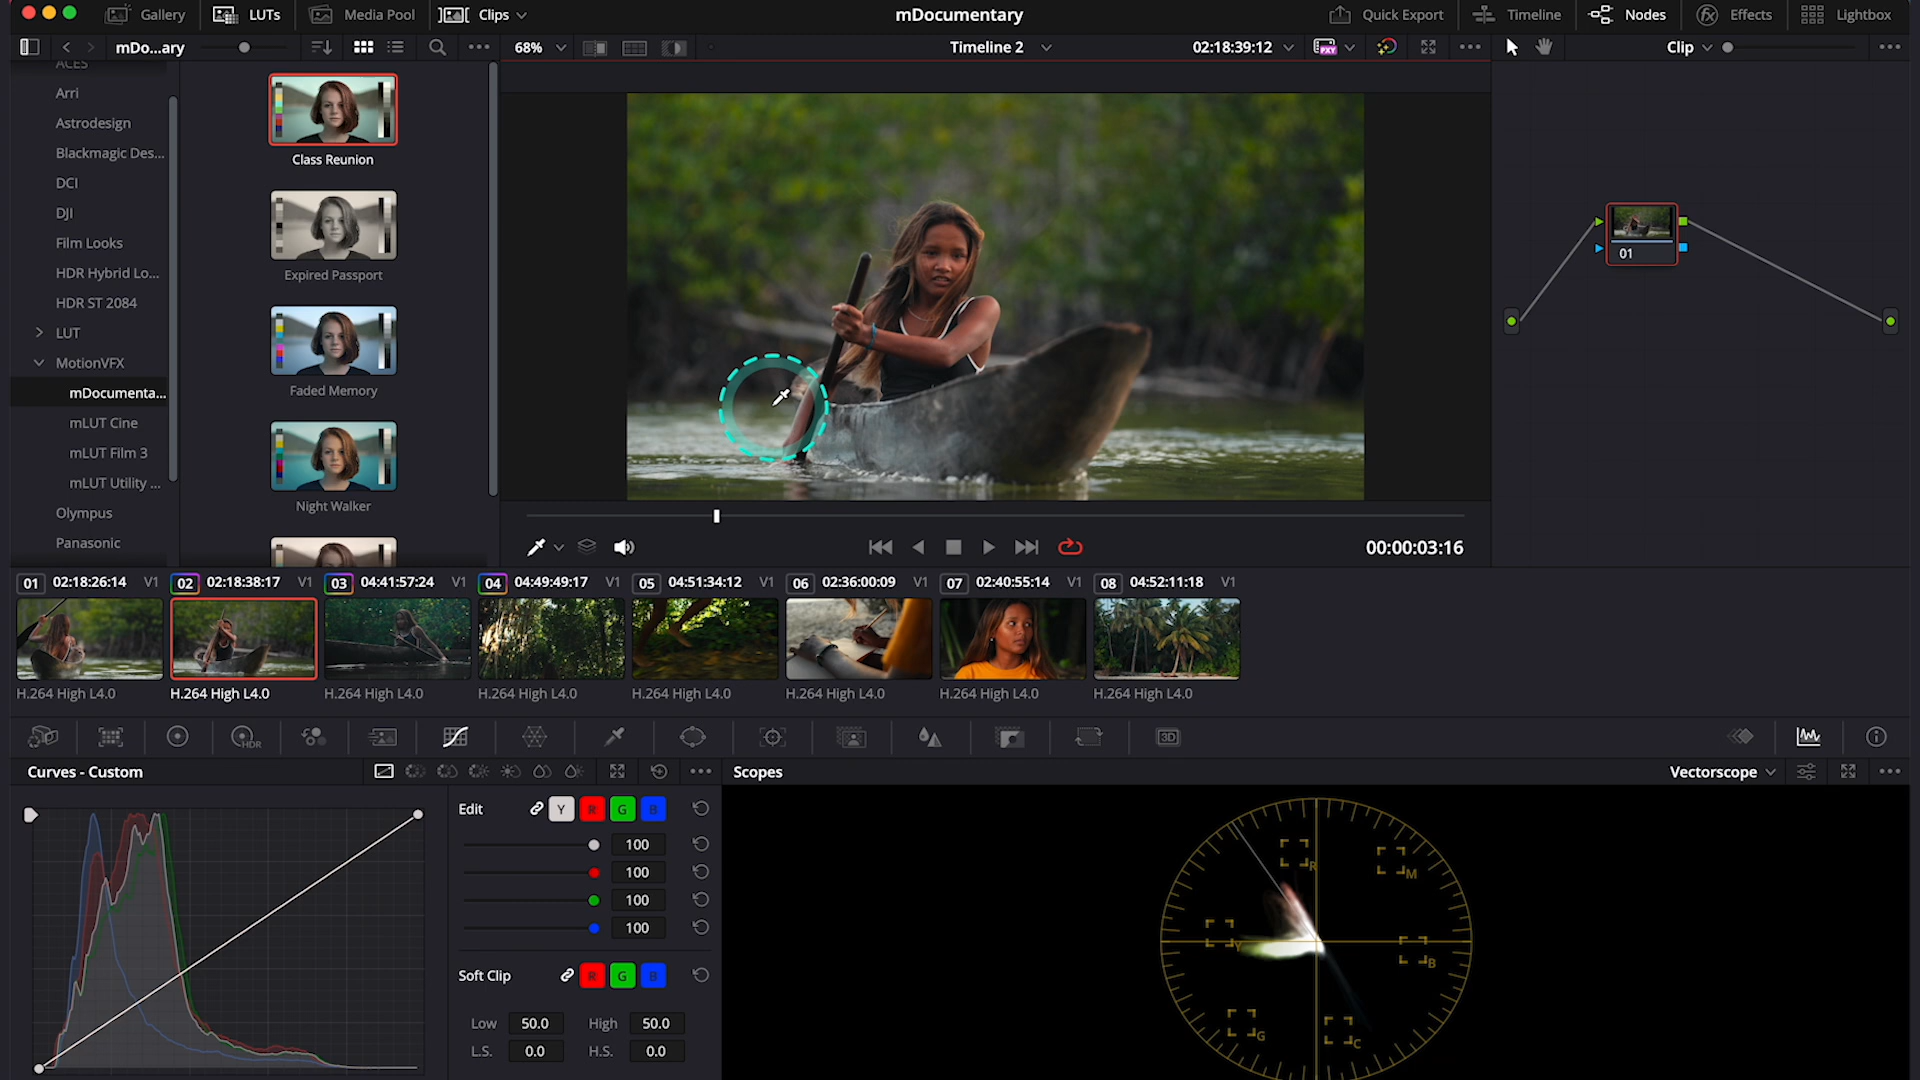 Gallery
LUTs
Media Pool
Clips
mDocumentary
Quick Export
Timeline
Nodes
Effects
Lightbox
mDo...ary
68%
Timeline 2
02:18:39:12
PXY
Clip
ACES
Arri
Astrodesign
Blackmagic Des...
DCI
DJI
Film Looks
HDR Hybrid Lo...
HDR ST 2084
LUT
MotionVFX
mDocumenta...
mLUT Cine
mLUT Film 3
mLUT Utility ...
Olympus
Panasonic
Class Reunion
Expired Passport
Faded Memory
Night Walker
01
00:00:03:16
01 02:18:26:14 V1
02 02:18:38:17 V1
03 04:41:57:24 V1
04 04:49:49:17 V1
05 04:51:34:12 V1
06 02:36:00:09 V1
07 02:40:55:14 V1
08 04:52:11:18 V1
H.264 High L4.0
H.264 High L4.0
H.264 High L4.0
H.264 High L4.0
H.264 High L4.0
H.264 High L4.0
H.264 High L4.0
H.264 High L4.0
HDR
3D
Curves - Custom
Scopes
Vectorscope
Edit Y R G B
100
100
100
100
Soft Clip R G B
Low 50.0 High 50.0
L.S. 0.0 H.S. 0.0
R
M
Y
B
G
C